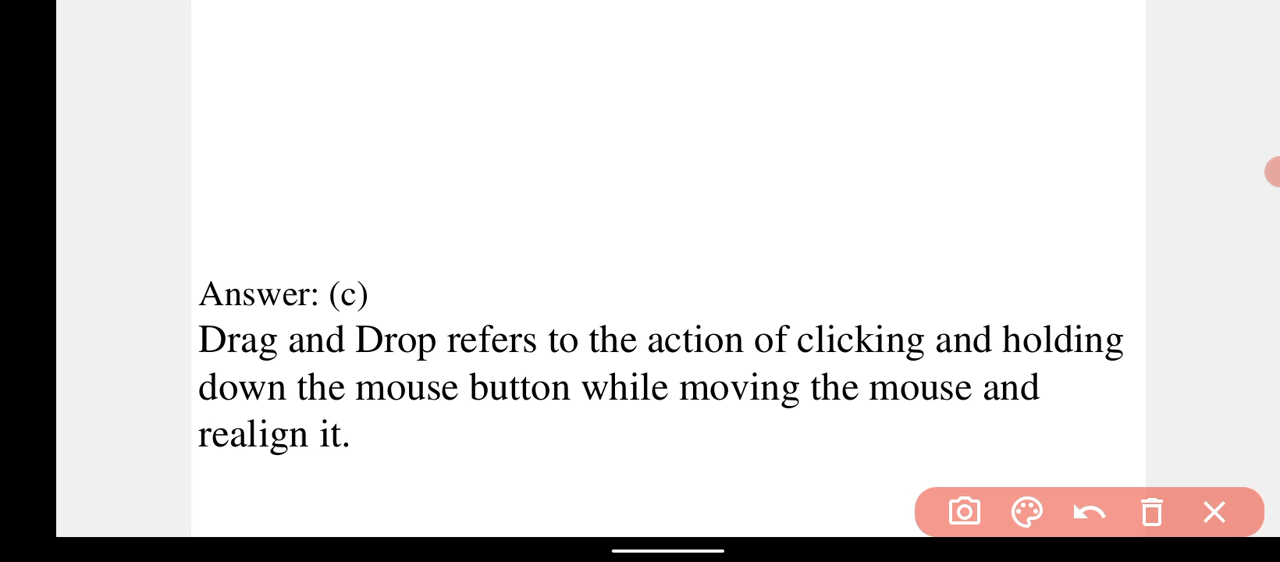 Answer: (c)
Drag and Drop refers to the action of clicking and holding
down the mouse button while moving the mouse and
realign it.